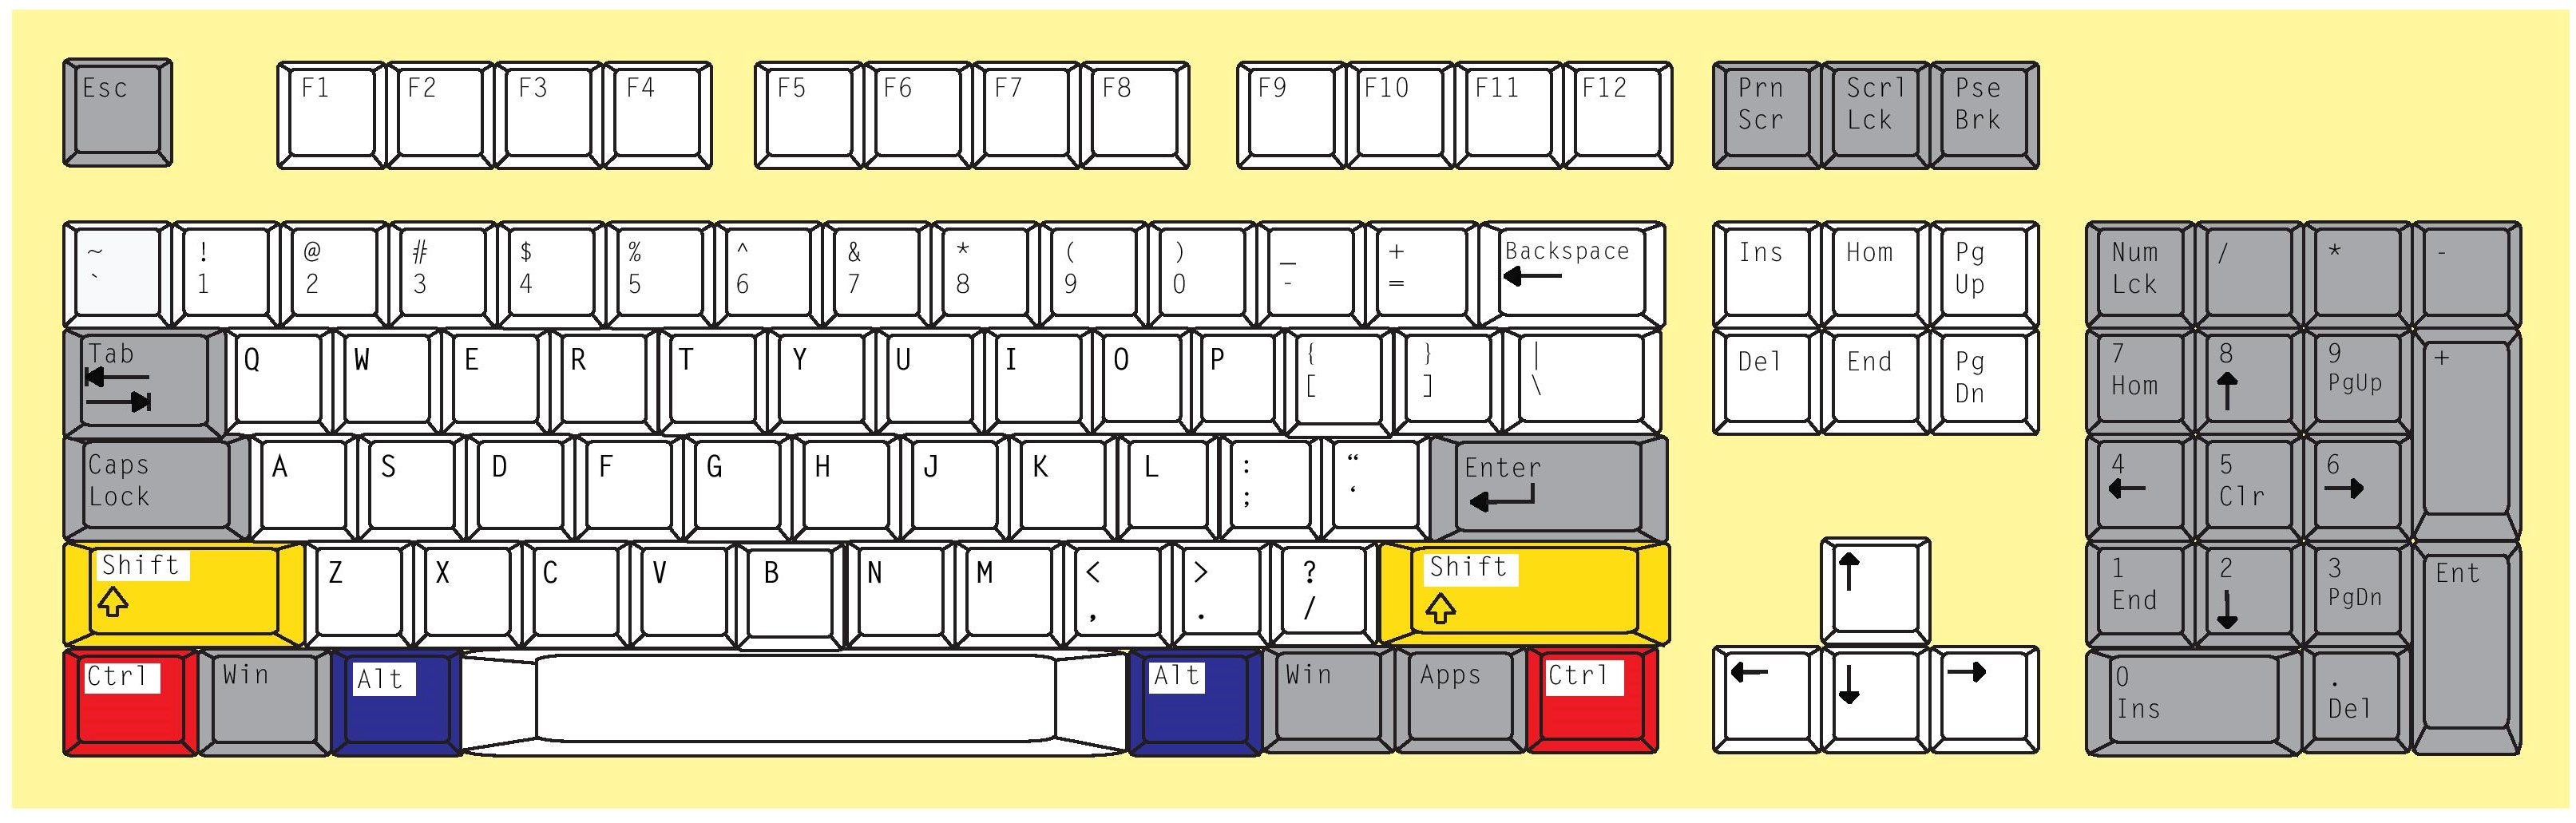 Esc F1 F2 F3 F4 F5 F6 F7 F8 F9 F10 F11 F12 Prn Scr Scrl Lck Pse Brk
~ ` ! 1 @ 2 # 3 $ 4 % 5 ^ 6 & 7 * 8 ( 9 ) 0 _ - + = Backspace ← Ins Hom Pg Up Num Lck / * -
Tab Q W E R T Y U I O P { [ } ] | \ Del End Pg Dn 7 Hom 8 ↑ 9 PgUp +
Caps Lock A S D F G H J K L : ; “ ‘ Enter 4 ← 5 Clr 6 →
Shift Z X C V B N M < , > . ? / Shift ↑ 1 End 2 ↓ 3 PgDn Ent
Ctrl Win Alt Alt Win Apps Ctrl ← ↓ → 0 Ins . Del